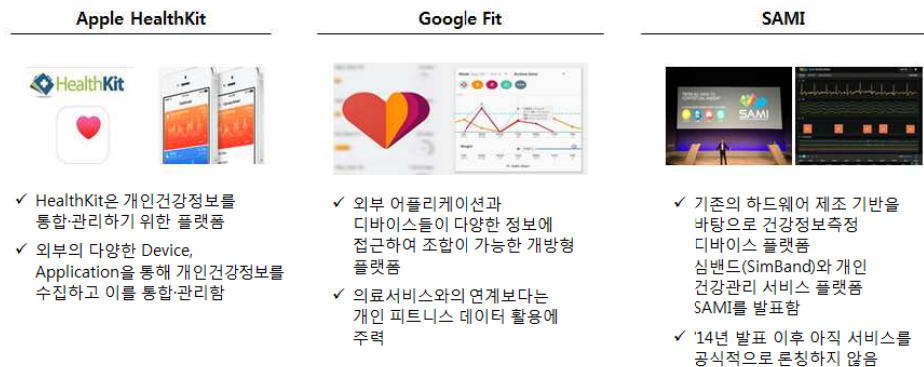 Apple HealthKit
Google Fit
SAMI
HealthKit
SAMI
✓ HealthKit은 개인건강정보를
통합·관리하기 위한 플랫폼
✓ 외부의 다양한 Device,
Application을 통해 개인건강정보를
수집하고 이를 통합·관리함
✓ 외부 어플리케이션과
디바이스들이 다양한 정보에
접근하여 조합이 가능한 개방형
플랫폼
✓ 의료서비스와의 연계보다는
개인 피트니스 데이터 활용에
주력
✓ 기존의 하드웨어 제조 기반을
바탕으로 건강정보측정
디바이스 플랫폼
심밴드(SimBand)와 개인
건강관리 서비스 플랫폼
SAMI를 발표함
✓ '14년 발표 이후 아직 서비스를
공식적으로 론칭하지 않음